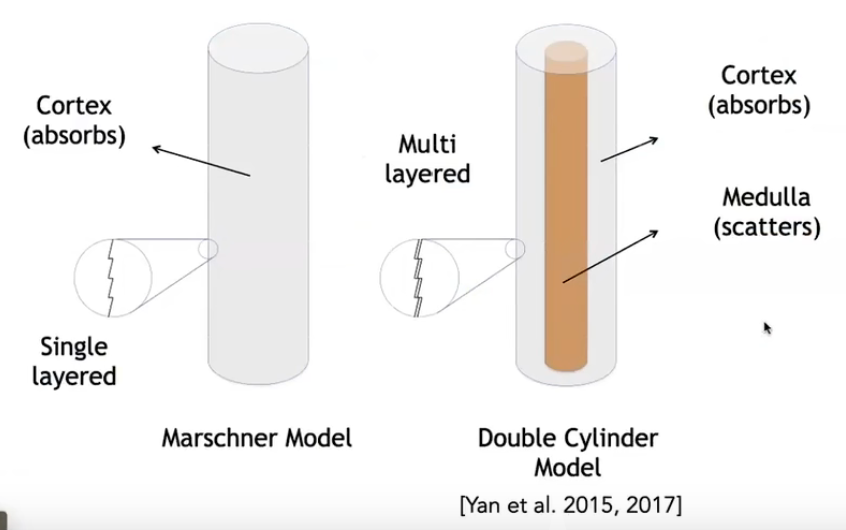 Cortex
(absorbs)
Single
layered
Marschner Model
Multi
layered
Cortex
(absorbs)
Medulla
(scatters)
Double Cylinder
Model
[Yan et al. 2015, 2017]